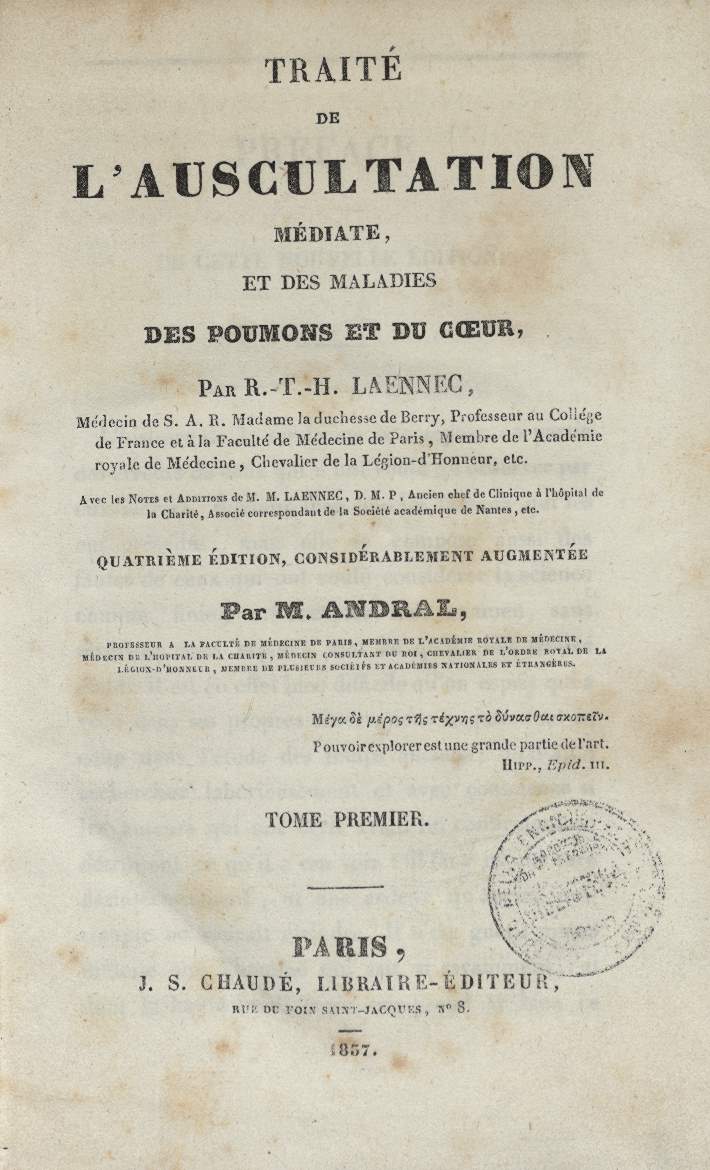 TRAITÉ
DE
L'AUSCULTATION
MÉDIATE,
ET DES MALADIES
DES POUMONS ET DU CŒUR,
PAR R.-T.-H. LAENNEC,
Médecin de S. A. R. Madame la duchesse de Berry, Professeur au Collége
de France et à la Faculté de Médecine de Paris, Membre de l'Académie
royale de Médecine, Chevalier de la Légion-d'Honneur, etc.
Avec les NOTES et ADDITIONS de M. M. LAENNEC, D. M. P, Ancien chef de Clinique à l'hôpital de
la Charité, Associé correspondant de la Société académique de Nantes, etc.
QUATRIÈME ÉDITION, CONSIDÉRABLEMENT AUGMENTÉE
Par M. ANDRAL,
PROFESSEUR A LA FACULTÉ DE MÉDECINE DE PARIS, MEMBRE DE L'ACADÉMIE ROYALE DE MÉDECINE,
MÉDECIN DE L'HOPITAL DE LA CHARITÉ, MÉDECIN CONSULTANT DU ROI, CHEVALIER DE L'ORDRE ROYAL DE LA
LÉGION-D'HONNEUR, MEMBRE DE PLUSIEURS SOCIÉTÉS ET ACADÉMIES NATIONALES ET ÉTRANGÈRES.
Μέγα δὲ μέρος τῆς τέχνης τὸ δύνασθαι σκοπεῖν.
Pouvoir explorer est une grande partie de l'art.
HIPP., Epid. III.
TOME PREMIER.
PARIS,
J. S. CHAUDÉ, LIBRAIRE-ÉDITEUR,
RUE DU FOIN SAINT-JACQUES, N° 8.
1837.